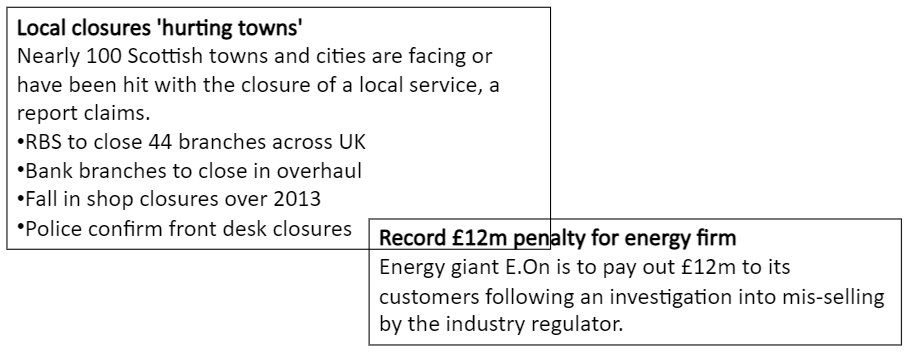 Local closures 'hurting towns'
Nearly 100 Scottish towns and cities are facing or
have been hit with the closure of a local service, a
report claims.
•RBS to close 44 branches across UK
•Bank branches to close in overhaul
•Fall in shop closures over 2013
•Police confirm front desk closures
Record £12m penalty for energy firm
Energy giant E.On is to pay out £12m to its
customers following an investigation into mis-selling
by the industry regulator.